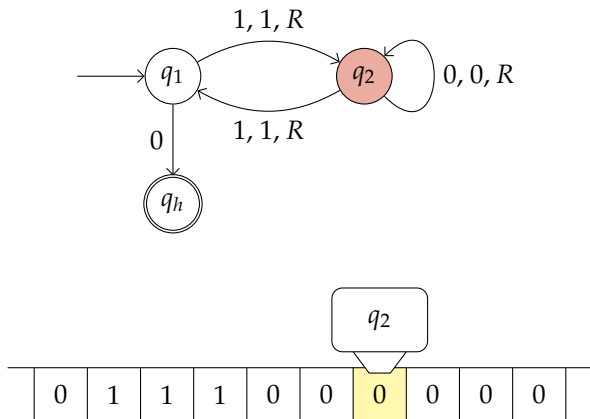 1, 1, R
q1 q2 0, 0, R
1, 1, R
0
qh
q2
0 1 1 1 0 0 0 0 0 0